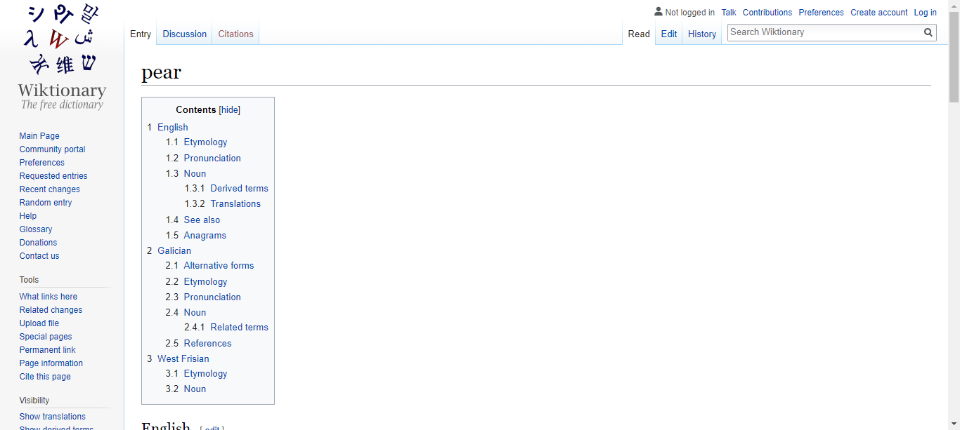 Not logged in Talk Contributions Preferences Create account Log in
Entry Discussion Citations Read Edit History Search Wiktionary
Wiktionary
The free dictionary
Main Page
Community portal
Preferences
Requested entries
Recent changes
Random entry
Help
Glossary
Donations
Contact us
Tools
What links here
Related changes
Upload file
Special pages
Permanent link
Page information
Cite this page
Visibility
Show translations
Show derived terms
pear
Contents [hide]
1 English
1.1 Etymology
1.2 Pronunciation
1.3 Noun
1.3.1 Derived terms
1.3.2 Translations
1.4 See also
1.5 Anagrams
2 Galician
2.1 Alternative forms
2.2 Etymology
2.3 Pronunciation
2.4 Noun
2.4.1 Related terms
2.5 References
3 West Frisian
3.1 Etymology
3.2 Noun
English [ edit ]